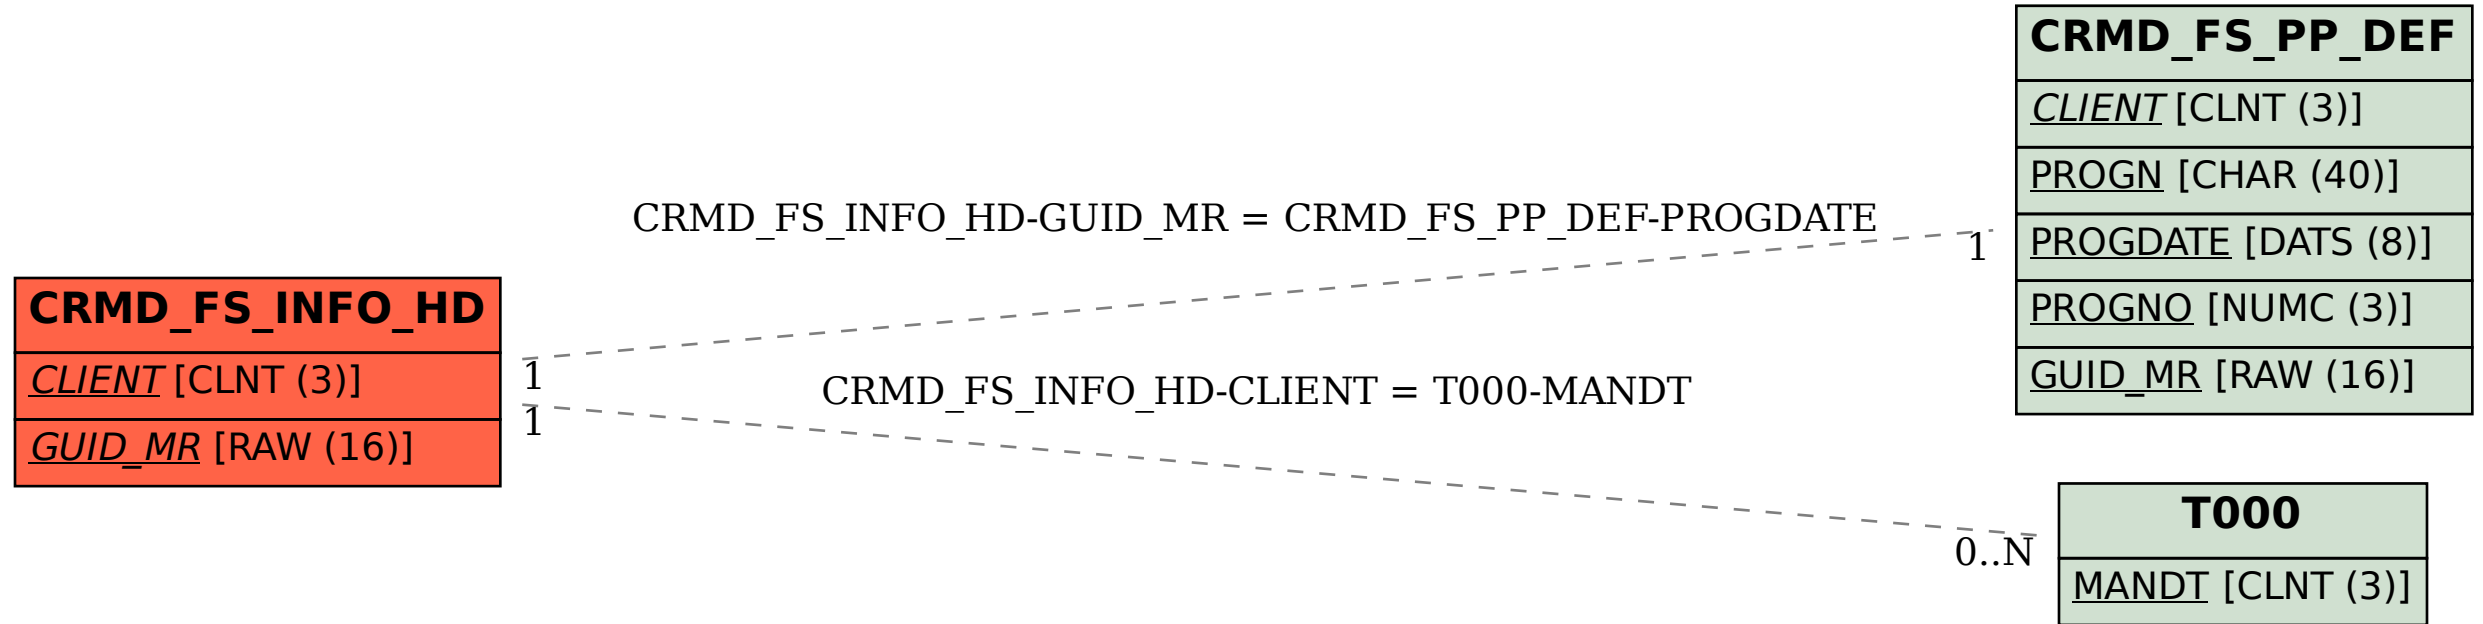 CRMD_FS_INFO_HD
CLIENT [CLNT (3)]
GUID_MR [RAW (16)]
CRMD_FS_INFO_HD-GUID_MR = CRMD_FS_PP_DEF-PROGDATE
1
1
CRMD_FS_INFO_HD-CLIENT = T000-MANDT
1
0..N
CRMD_FS_PP_DEF
CLIENT [CLNT (3)]
PROGN [CHAR (40)]
PROGDATE [DATS (8)]
PROGNO [NUMC (3)]
GUID_MR [RAW (16)]
T000
MANDT [CLNT (3)]